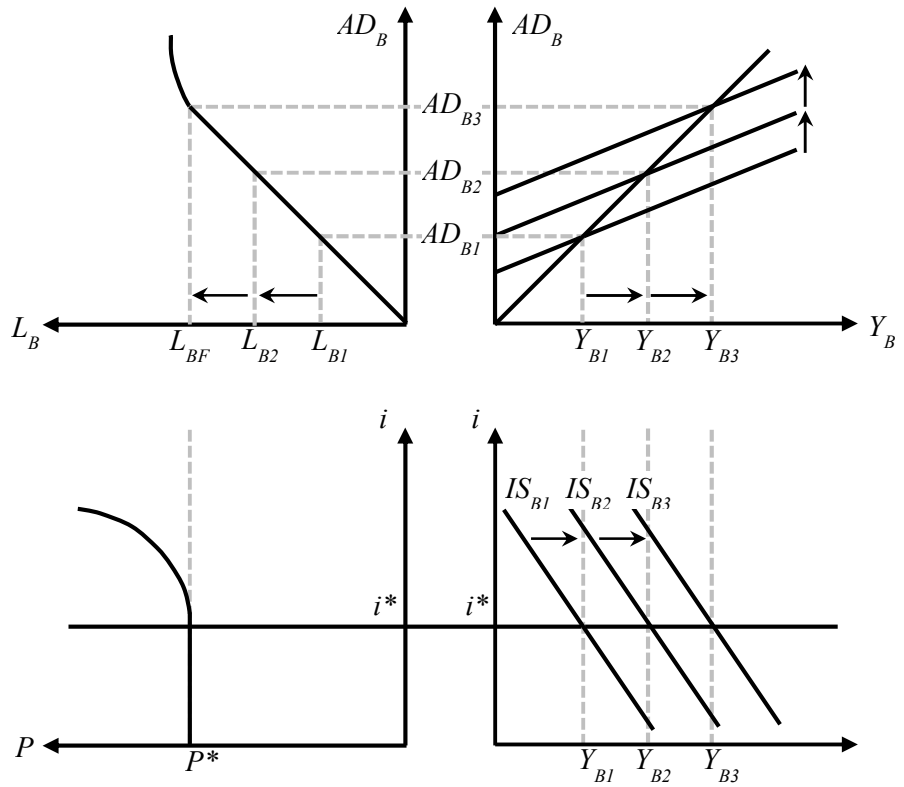 AD_B AD_B
AD_B3
AD_B2
AD_B1
L_B L_BF L_B2 L_B1 Y_B1 Y_B2 Y_B3 Y_B
i i
IS_B1 IS_B2 IS_B3
i* i*
P P* Y_B1 Y_B2 Y_B3